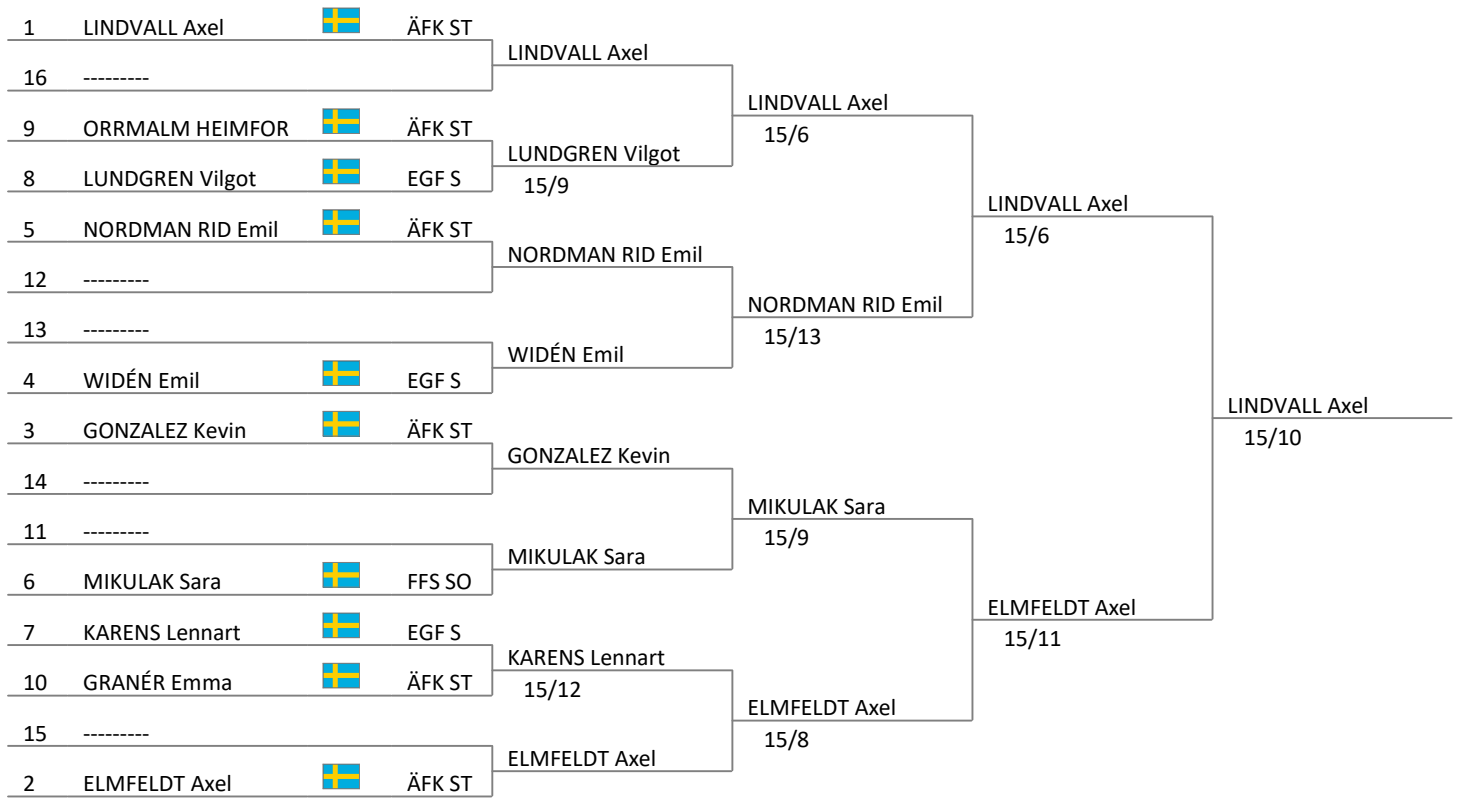 1 LINDVALL Axel ÄFK ST
LINDVALL Axel
16 ---------
LINDVALL Axel
15/6
9 ORRMALM HEIMFOR ÄFK ST
LUNDGREN Vilgot
15/9
8 LUNDGREN Vilgot EGF S
LINDVALL Axel
15/6
5 NORDMAN RID Emil ÄFK ST
NORDMAN RID Emil
12 ---------
NORDMAN RID Emil
15/13
13 ---------
WIDÉN Emil
4 WIDÉN Emil EGF S
LINDVALL Axel
15/10
3 GONZALEZ Kevin ÄFK ST
GONZALEZ Kevin
14 ---------
MIKULAK Sara
15/9
11 ---------
MIKULAK Sara
6 MIKULAK Sara FFS SO
ELMFELDT Axel
15/11
7 KARENS Lennart EGF S
KARENS Lennart
15/12
10 GRANÉR Emma ÄFK ST
ELMFELDT Axel
15/8
15 ---------
ELMFELDT Axel
2 ELMFELDT Axel ÄFK ST